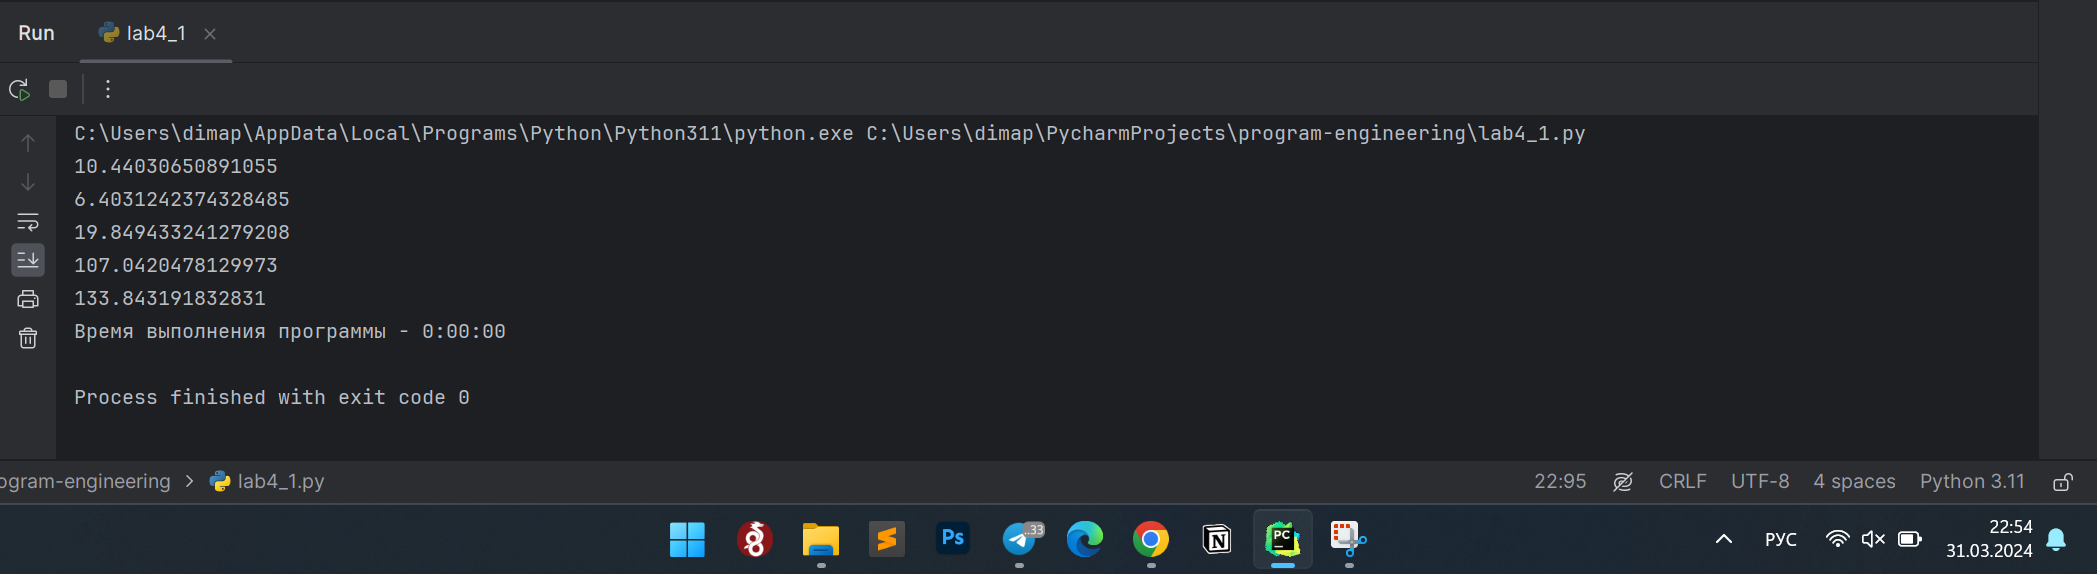 Run lab4_1
C:\Users\dimap\AppData\Local\Programs\Python\Python311\python.exe C:\Users\dimap\PycharmProjects\program-engineering\lab4_1.py
10.44030650891055
6.4031242374328485
19.849433241279208
107.0420478129973
133.843191832831
Время выполнения программы - 0:00:00
Process finished with exit code 0
ogram-engineering > lab4_1.py 22:95 CRLF UTF-8 4 spaces Python 3.11
Ps ..33 N PC РУС 22:54
31.03.2024